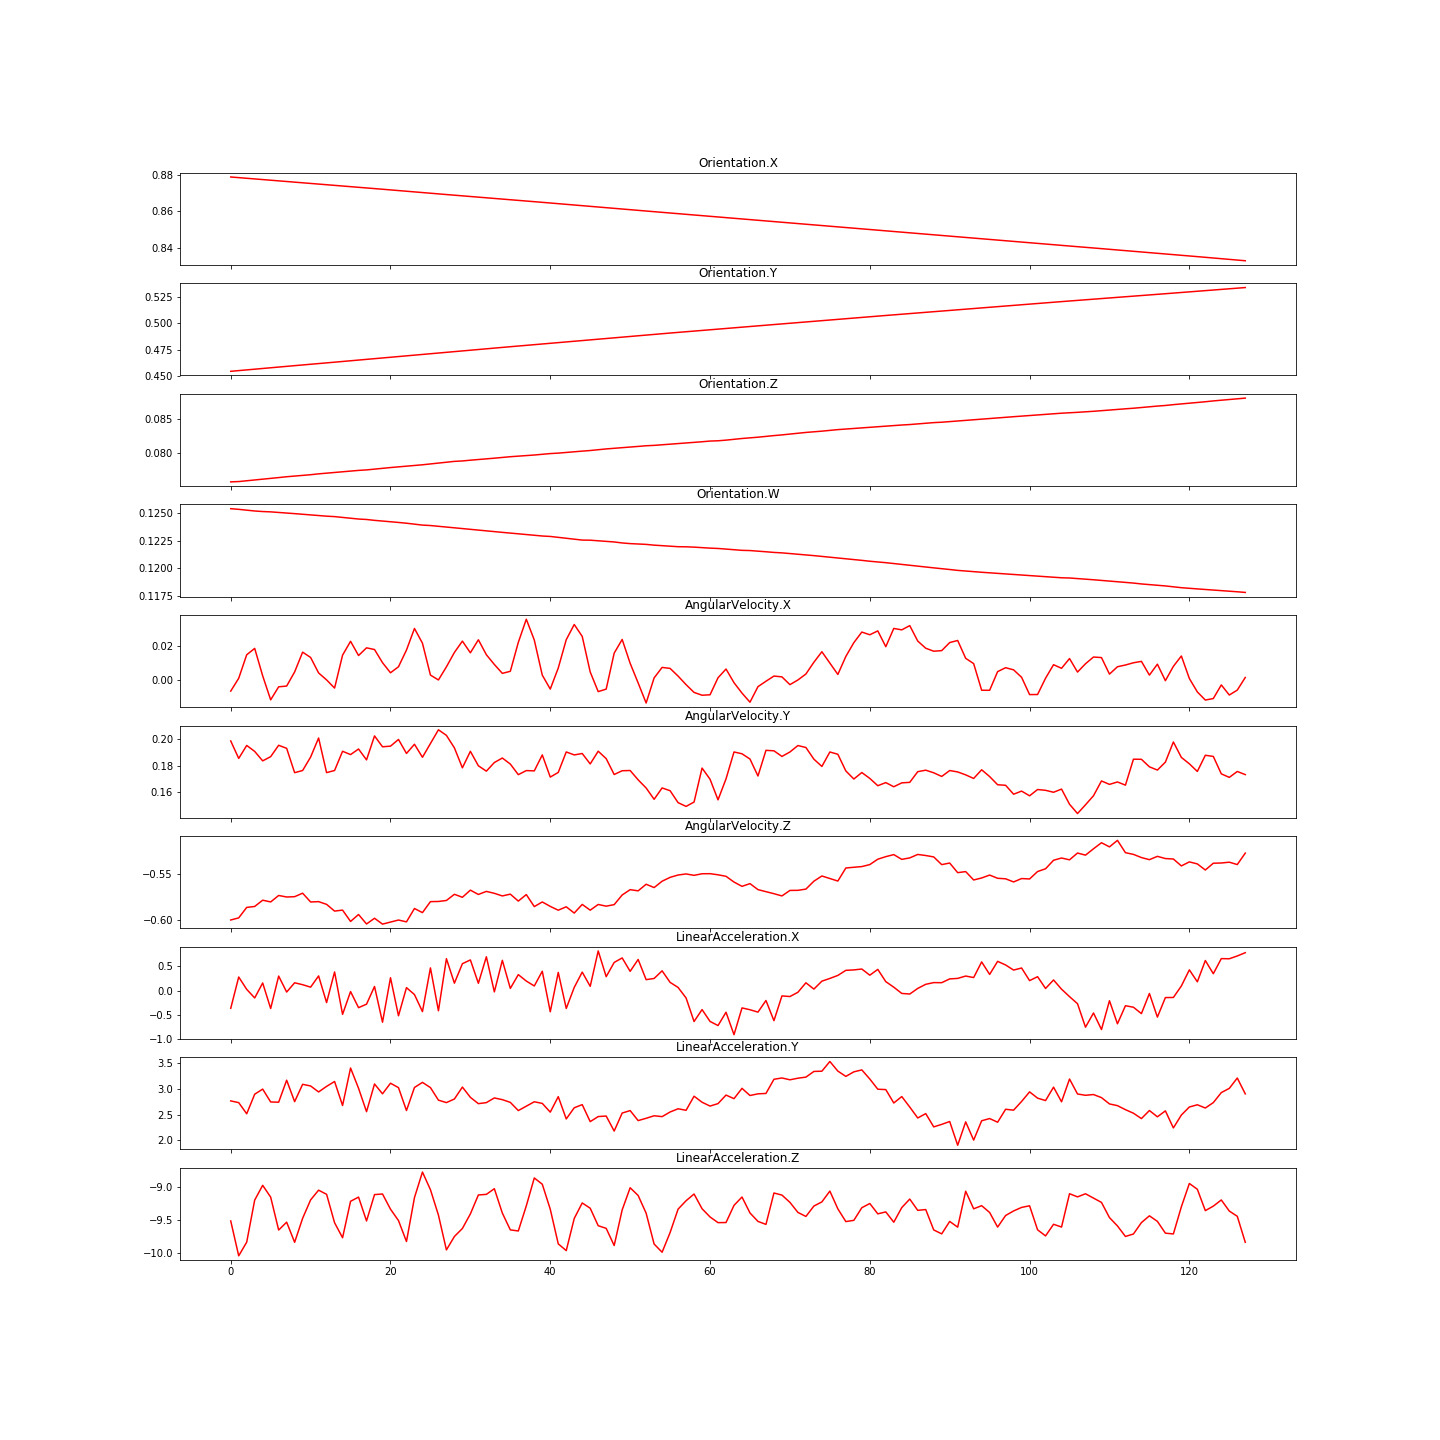 Orientation.X
0.88
0.86
0.84
Orientation.Y
0.525
0.500
0.475
0.450
Orientation.Z
0.085
0.080
Orientation.W
0.1250
0.1225
0.1200
0.1175
AngularVelocity.X
0.02
0.00
AngularVelocity.Y
0.20
0.18
0.16
AngularVelocity.Z
−0.55
−0.60
LinearAcceleration.X
0.5
0.0
−0.5
−1.0
LinearAcceleration.Y
3.5
3.0
2.5
2.0
LinearAcceleration.Z
−9.0
−9.5
−10.0
0 20 40 60 80 100 120